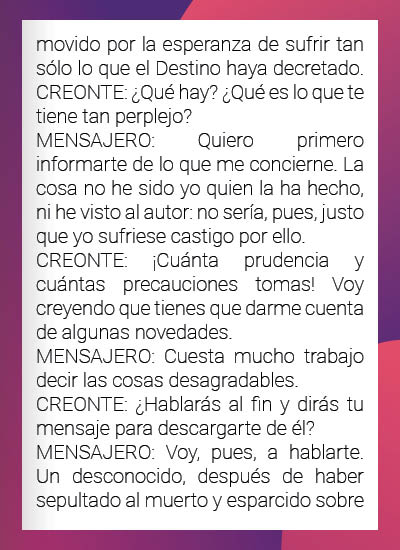 movido por la esperanza de sufrir tan
sólo lo que el Destino haya decretado.
CREONTE: ¿Qué hay? ¿Qué es lo que te
tiene tan perplejo?
MENSAJERO: Quiero primero
informarte de lo que me concierne. La
cosa no he sido yo quien la ha hecho,
ni he visto al autor: no sería, pues, justo
que yo sufriese castigo por ello.
CREONTE: ¡Cuánta prudencia y
cuántas precauciones tomas! Voy
creyendo que tienes que darme cuenta
de algunas novedades.
MENSAJERO: Cuesta mucho trabajo
decir las cosas desagradables.
CREONTE: ¿Hablarás al fin y dirás tu
mensaje para descargarte de él?
MENSAJERO: Voy, pues, a hablarte.
Un desconocido, después de haber
sepultado al muerto y esparcido sobre